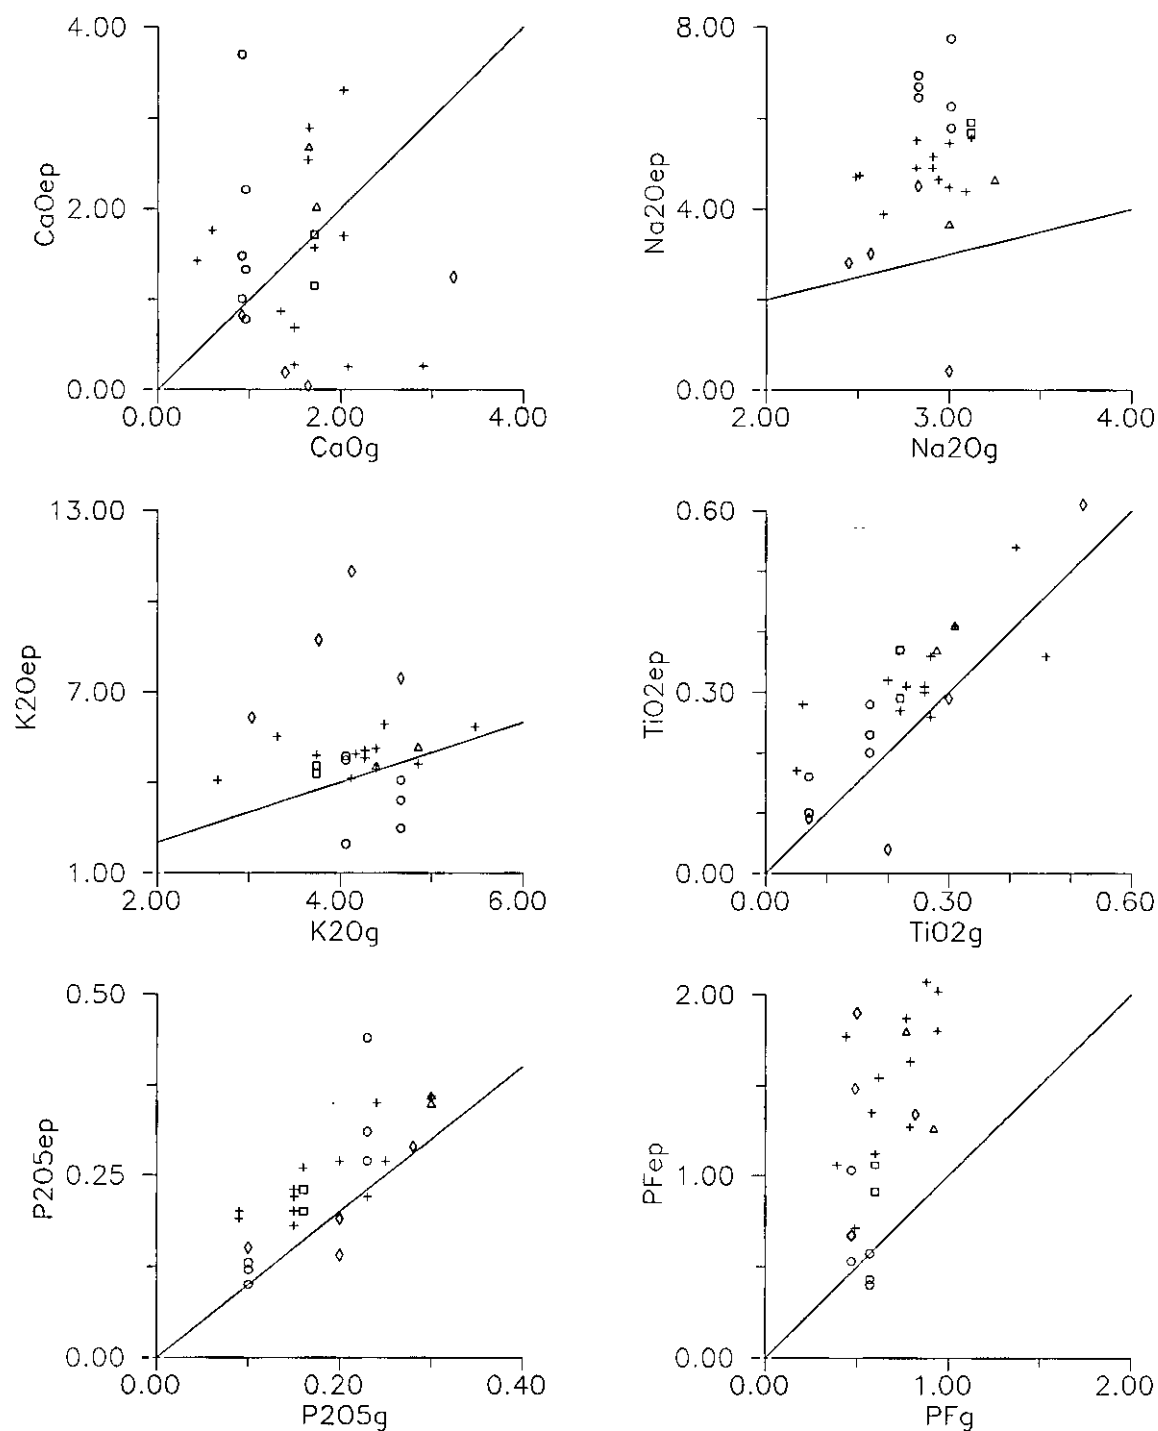 4.00
CaOep
2.00
0.00
0.00 2.00 4.00
CaOg
8.00
Na2Oep
4.00
0.00
2.00 3.00 4.00
Na2Og
13.00
K2Oep
7.00
1.00
2.00 4.00 6.00
K2Og
0.60
TiO2ep
0.30
0.00
0.00 0.30 0.60
TiO2g
0.50
P2O5ep
0.25
0.00
0.00 0.20 0.40
P2O5g
2.00
PFep
1.00
0.00
0.00 1.00 2.00
PFg